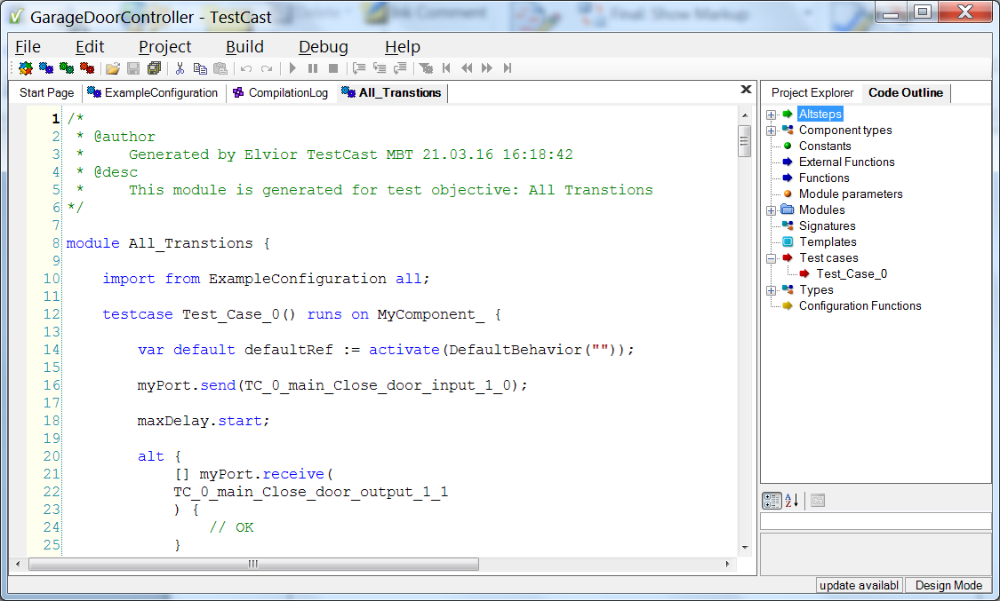 GarageDoorController - TestCast
File Edit Project Build Debug Help
Start Page ExampleConfiguration CompilationLog All_Transtions
1 /*
2 * @author
3 * Generated by Elvior TestCast MBT 21.03.16 16:18:42
4 * @desc
5 * This module is generated for test objective: All Transtions
6 */
7
8 module All_Transtions {
9
10 import from ExampleConfiguration all;
11
12 testcase Test_Case_0() runs on MyComponent_ {
13
14 var default defaultRef := activate(DefaultBehavior(""));
15
16 myPort.send(TC_0_main_Close_door_input_1_0);
17
18 maxDelay.start;
19
20 alt {
21 [] myPort.receive(
22 TC_0_main_Close_door_output_1_1
23 ) {
24 // OK
25 }
Project Explorer Code Outline
Altsteps
Component types
Constants
External Functions
Functions
Module parameters
Modules
Signatures
Templates
Test cases
Test_Case_0
Types
Configuration Functions
update availabl Design Mode